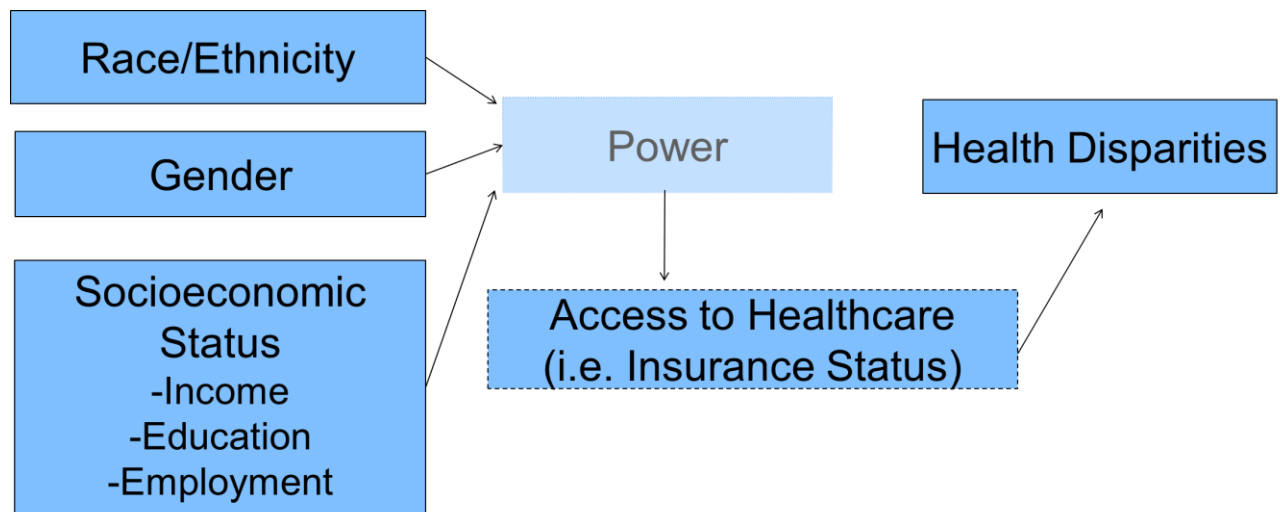 Race/Ethnicity
Gender
Socioeconomic
Status
-Income
-Education
-Employment
Power
Access to Healthcare
(i.e. Insurance Status)
Health Disparities